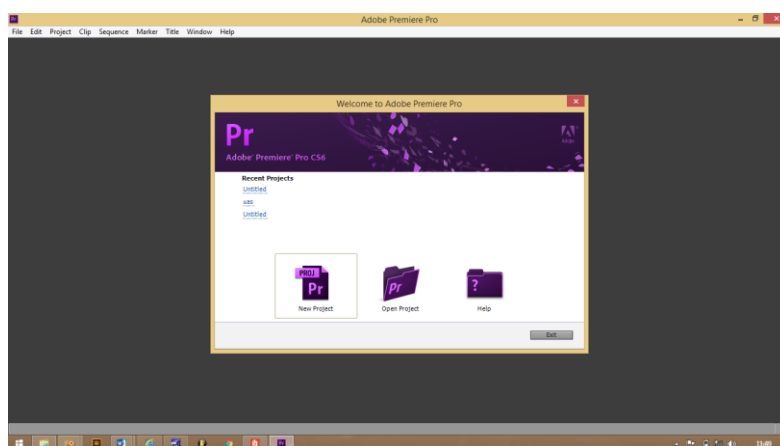 Adobe Premiere Pro
File Edit Project Clip Sequence Marker Title Window Help
Welcome to Adobe Premiere Pro
Pr
Adobe
Adobe® Premiere® Pro CS6
Recent Projects
Untitled
uas
Untitled
PROJ
Pr
Pr
?
New Project Open Project Help
Exit